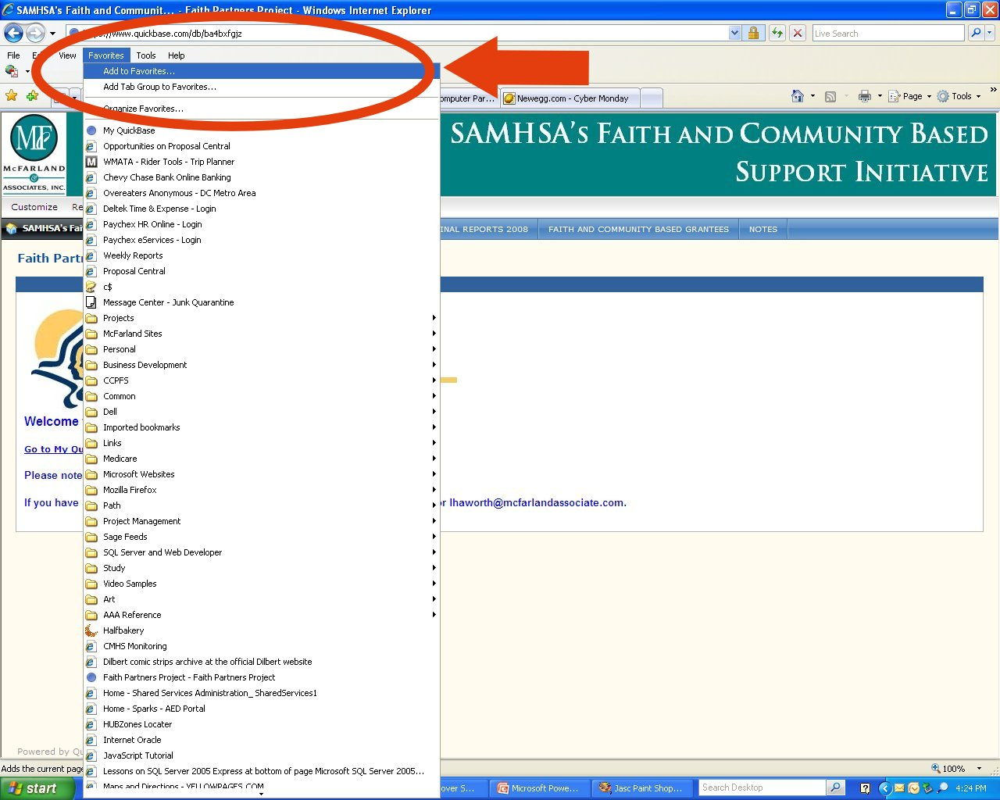 SAMHSA's Faith and Communit... - Faith Partners Project - Windows Internet Explorer
www.quickbase.com/db/ba4bxfgjz
Live Search
File
View
Favorites
Tools
Help
Add to Favorites...
Add Tab Group to Favorites...
Organize Favorites...
omputer Par...
Newegg.com - Cyber Monday
Page
Tools
McFARLAND
&
ASSOCIATES, INC.
SAMHSA's Faith and Community Based
Support Initiative
Customize
Re
SAMHSA's Fai
INAL REPORTS 2008
FAITH AND COMMUNITY BASED GRANTEES
NOTES
Faith Partn
My QuickBase
Opportunities on Proposal Central
WMATA - Rider Tools - Trip Planner
Chevy Chase Bank Online Banking
Overeaters Anonymous - DC Metro Area
Deltek Time & Expense - Login
Paychex HR Online - Login
Paychex eServices - Login
Weekly Reports
Proposal Central
c$
Message Center - Junk Quarantine
Projects
McFarland Sites
Personal
Business Development
CCPFS
Common
Dell
Imported bookmarks
Links
Medicare
Microsoft Websites
Mozilla Firefox
Path
Project Management
Sage Feeds
SQL Server and Web Developer
Study
Video Samples
Art
AAA Reference
Halfbakery
CMHS Monitoring
Dilbert comic strips archive at the official Dilbert website
Faith Partners Project - Faith Partners Project
Home - Shared Services Administration_ SharedServices1
Home - Sparks - AED Portal
HUBZones Locater
Internet Oracle
JavaScript Tutorial
Lessons on SQL Server 2005 Express at bottom of page Microsoft SQL Server 2005...
Maps and Directions - YELLOWPAGES.COM
Welcome
Go to My Qu
Please note
If you have
or lhaworth@mcfarlandassociate.com.
Powered by Qu
Adds the current page
100%
start
over S...
Microsoft Powe...
Jasc Paint Shop...
Search Desktop
4:24 PM